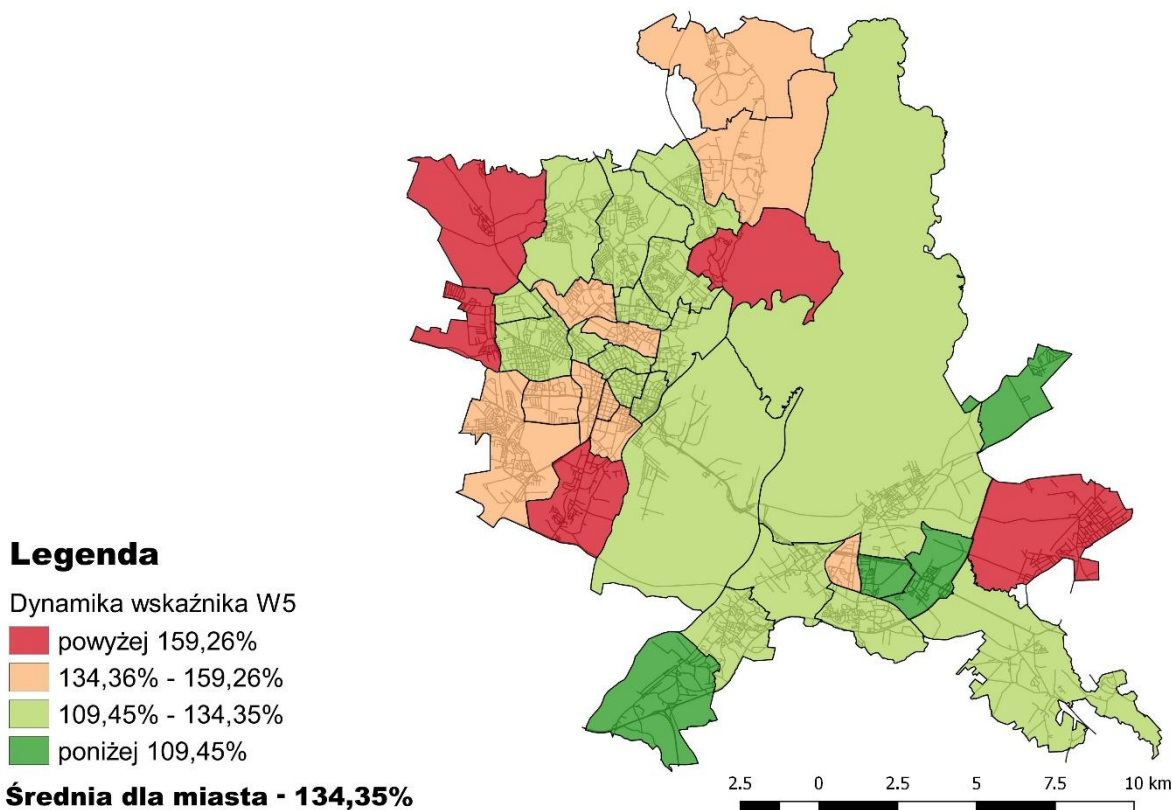 Legenda
Dynamika wskaźnika W5
powyżej 159,26%
134,36% - 159,26%
109,45% - 134,35%
poniżej 109,45%
Średnia dla miasta - 134,35%
2.5 0 2.5 5 7.5 10 km